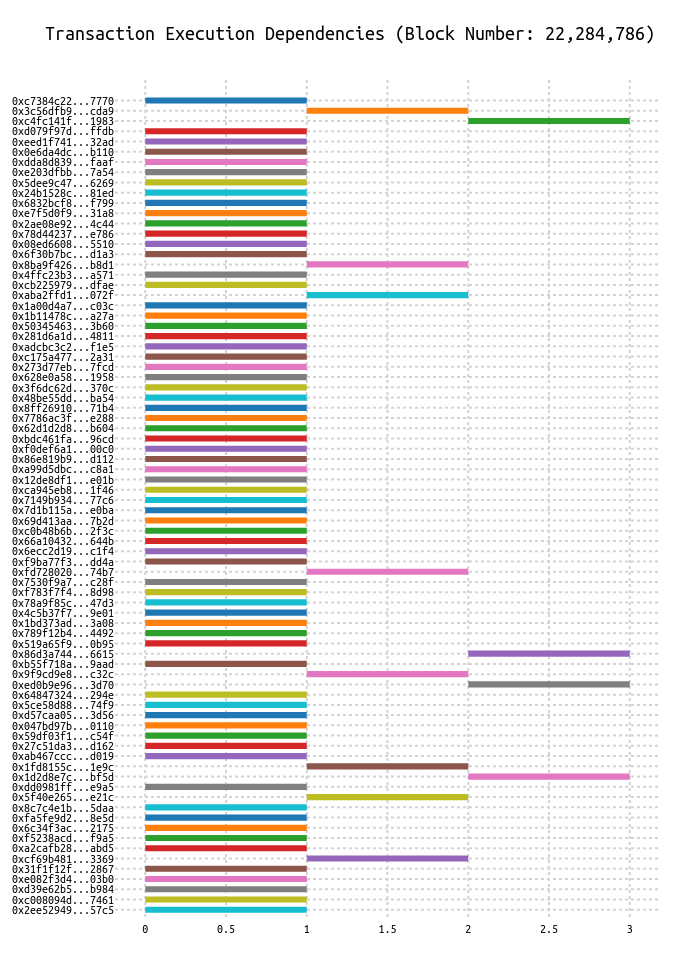 Transaction Execution Dependencies (Block Number: 22,284,786)
0xc7384c22...7770
0x3c56dfb9...cda9
0xc4fc141f...1983
0xd079f97d...ffdb
0xeed1f741...32ad
0x0e6da4dc...b110
0xdda8d839...faaf
0xe203dfbb...7a54
0x5dee9c47...6269
0x24b1528c...81ed
0x6832bcf8...f799
0xe7f5d0f9...31a8
0x2ae08e92...4c44
0x78d44237...e786
0x08ed6608...5510
0x6f30b7bc...d1a3
0x8ba9f426...b8d1
0x4ffc23b3...a571
0xcb225979...dfae
0xaba2ffd1...072f
0x1a00d4a7...c03c
0x1b11478c...a27a
0x50345463...3b60
0x281d6a1d...4811
0xadcbc3c2...f1e5
0xc175a477...2a31
0x273d77eb...7fcd
0x628e0a58...1958
0x3f6dc62d...370c
0x48be55dd...ba54
0x8ff26910...71b4
0x7786ac3f...e288
0x62d1d2d8...b604
0xbdc461fa...96cd
0xf0def6a1...00c0
0x86e819b9...d112
0xa99d5dbc...c8a1
0x12de8df1...e01b
0xca945eb8...1f46
0x7149b934...77c6
0x7d1b115a...e0ba
0x69d413aa...7b2d
0xc0b48b6b...2f3c
0x66a10432...644b
0x6ecc2d19...c1f4
0xf9ba77f3...dd4a
0xfd728020...74b7
0x7530f9a7...c28f
0xf783f7f4...8d98
0x78a9f85c...47d3
0x4c5b37f7...9e01
0x1bd373ad...3a08
0x789f12b4...4492
0x519a65f9...0b95
0x86d3a744...6615
0xb55f718a...9aad
0x9f9cd9e8...c32c
0xed0b9e96...3d70
0x64847324...294e
0x5ce58d88...74f9
0xd57caa05...3d56
0x047bd97b...0110
0x59df03f1...c54f
0x27c51da3...d162
0xab467ccc...d019
0x1fd8155c...1e9c
0x1d2d8e7c...bf5d
0xdd0981ff...e9a5
0x5f40e265...e21c
0x8c7c4e1b...5daa
0xfa5fe9d2...8e5d
0x6c34f3ac...2175
0xf5238acd...f9a5
0xa2cafb28...abd5
0xcf69b481...3369
0x31f1f12f...2867
0xe082f3d4...03b0
0xd39e62b5...b984
0xc008094d...7461
0x2ee52949...57c5
0 0.5 1 1.5 2 2.5 3